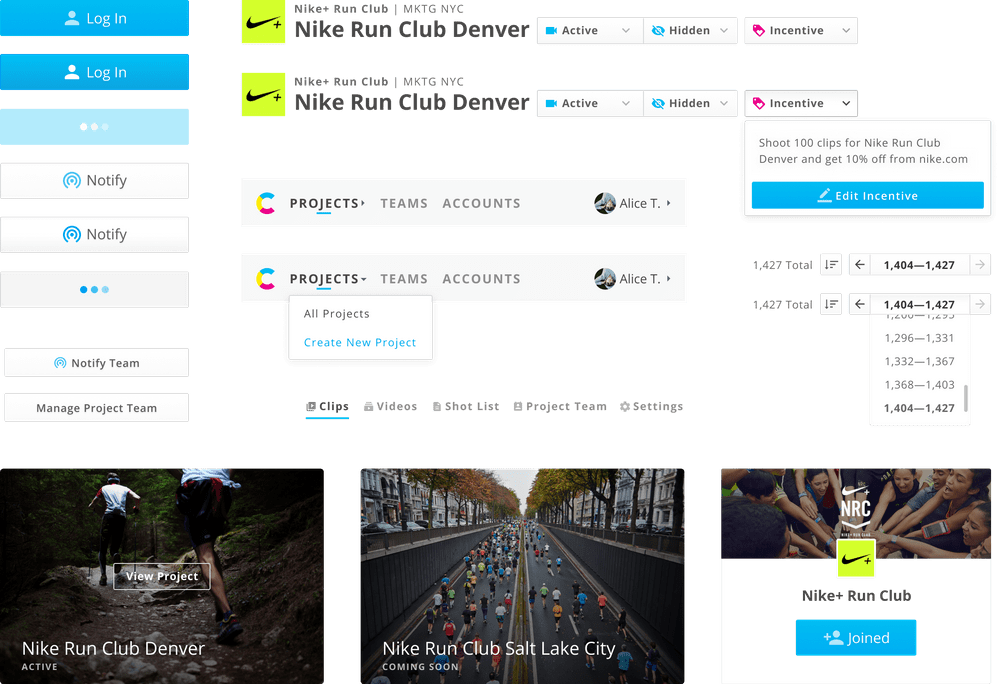 Log In
Log In
Notify
Notify
Notify Team
Manage Project Team
Nike+ Run Club | MKTG NYC
Nike Run Club Denver
Active
Hidden
Incentive
Nike+ Run Club | MKTG NYC
Nike Run Club Denver
Active
Hidden
Incentive
Shoot 100 clips for Nike Run Club
Denver and get 10% off from nike.com
Edit Incentive
PROJECTS TEAMS ACCOUNTS
Alice T.
PROJECTS TEAMS ACCOUNTS
Alice T.
All Projects
Create New Project
1,427 Total
1,404—1,427
1,427 Total
1,404—1,427
1,260—1,295
1,296—1,331
1,332—1,367
1,368—1,403
1,404—1,427
Clips Videos Shot List Project Team Settings
View Project
Nike Run Club Denver
ACTIVE
Nike Run Club Salt Lake City
COMING SOON
NRC
Nike+ Run Club
Joined